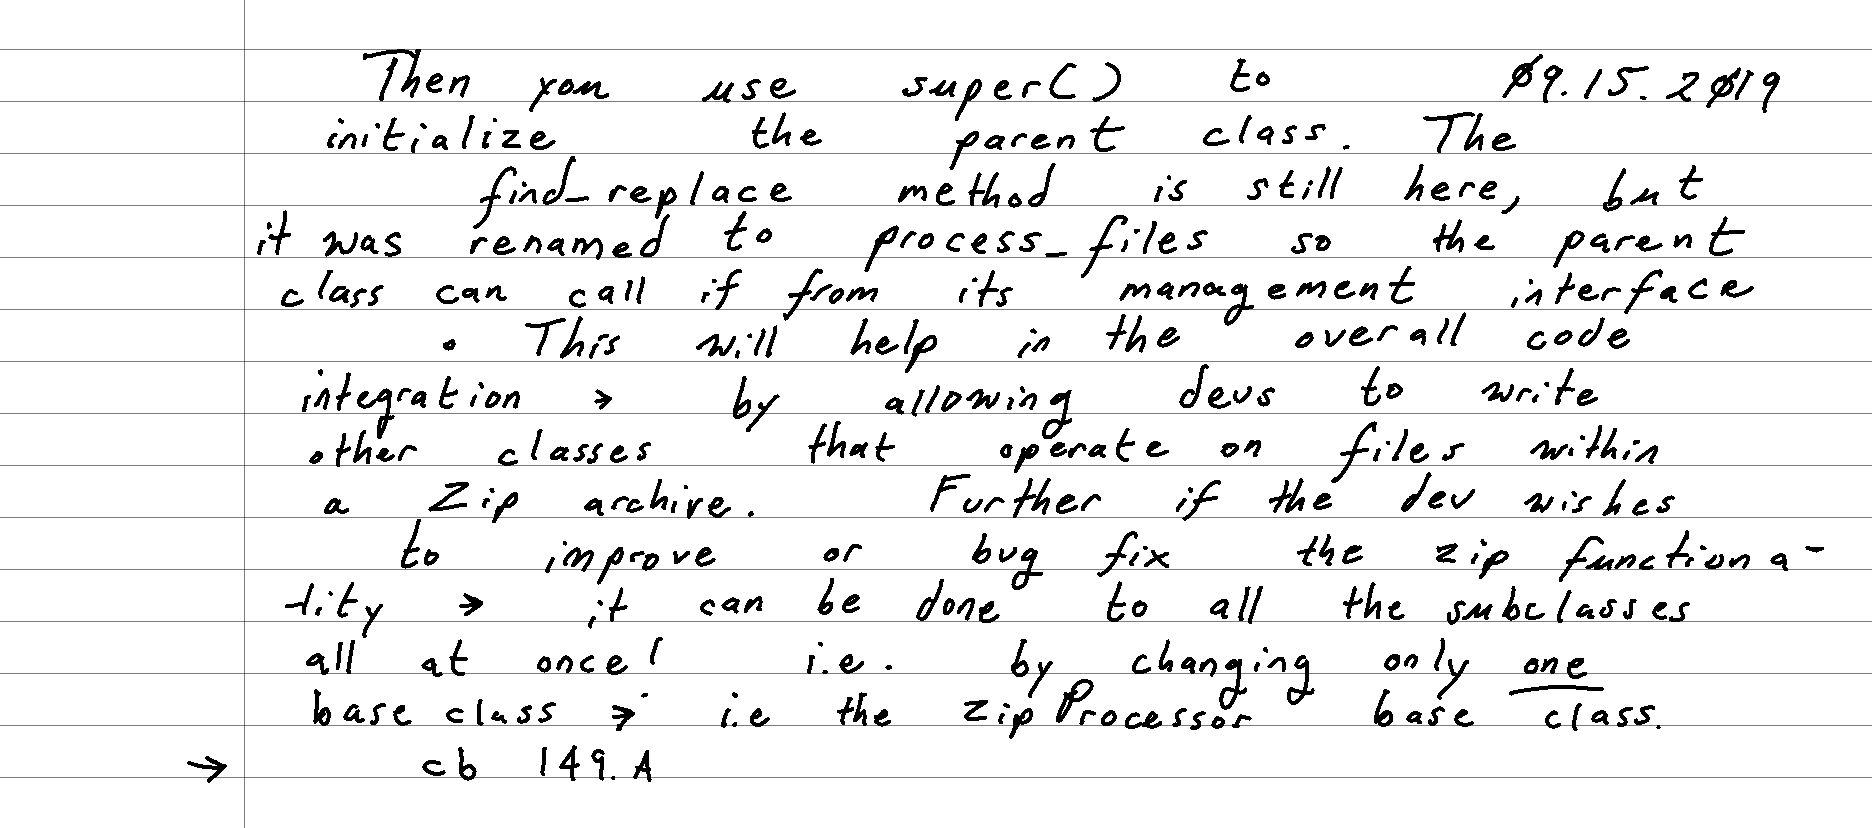 Then you use super() to 09.15.2019
initialize the parent class. The
find_replace method is still here, but
it was renamed to process_files so the parent
class can call if from its management interface
. This will help in the overall code
integration → by allowing devs to write
other classes that operate on files within
a Zip archive. Further if the dev wishes
to improve or bug fix the zip functiona-
lity → it can be done to all the subclasses
all at once! i.e. by changing only one
base class → i.e the zipProcessor base class.
→ cb 149.A